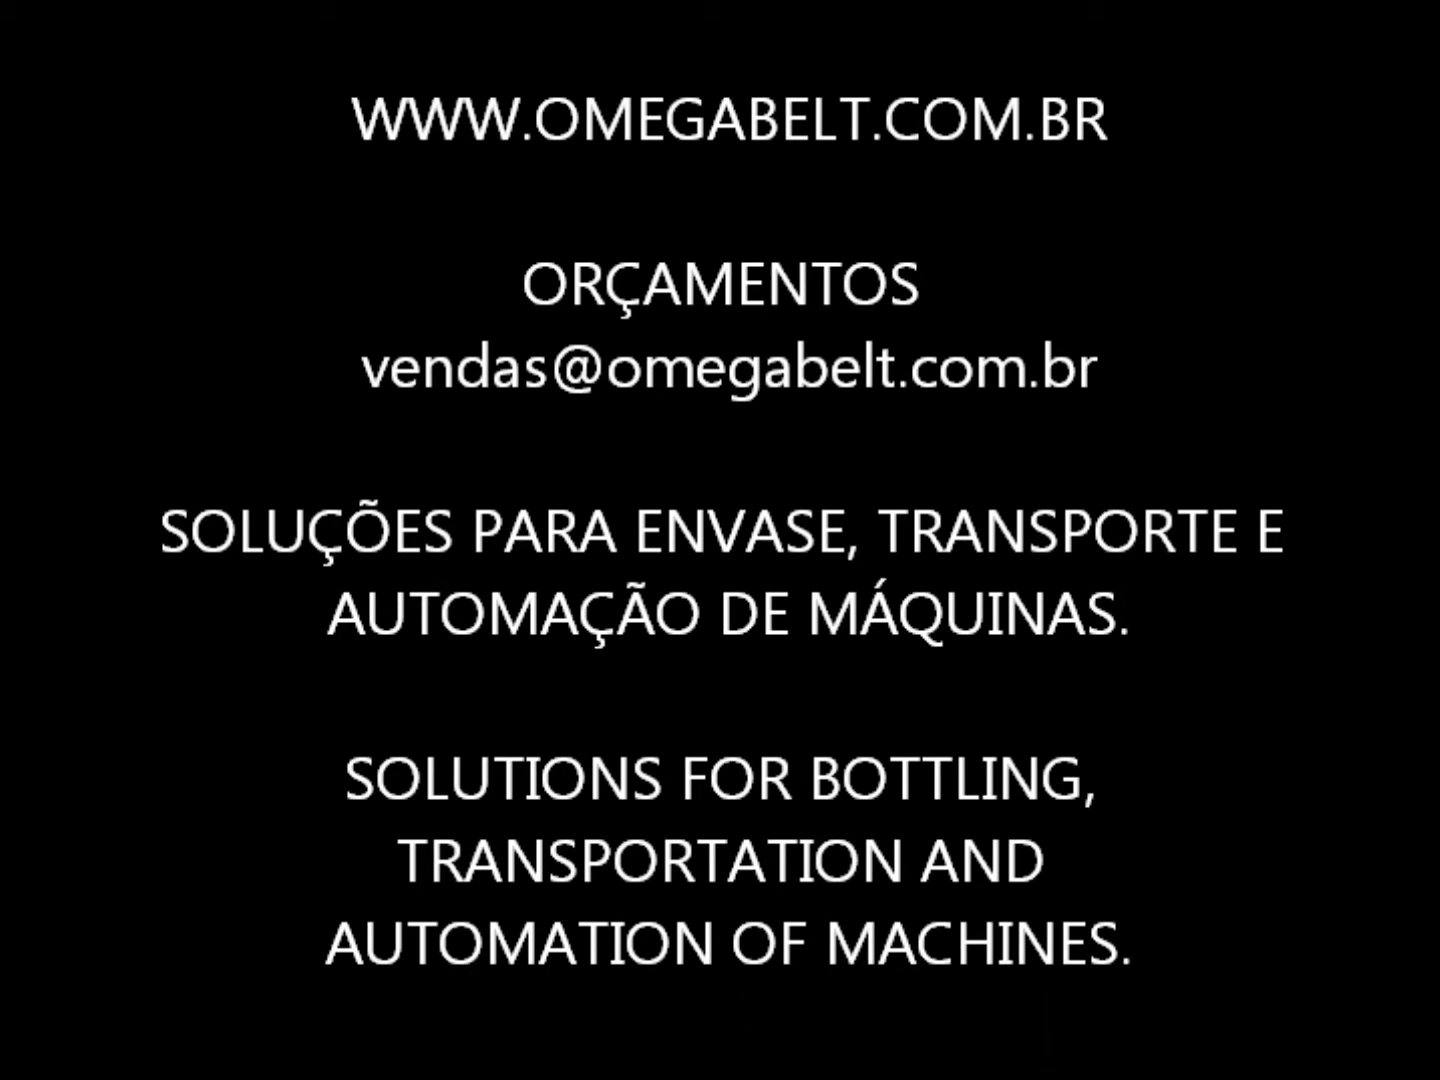 WWW.OMEGABELT.COM.BR
ORÇAMENTOS
vendas@omegabelt.com.br
SOLUÇÕES PARA ENVASE, TRANSPORTE E
AUTOMAÇÃO DE MÁQUINAS.
SOLUTIONS FOR BOTTLING,
TRANSPORTATION AND
AUTOMATION OF MACHINES.